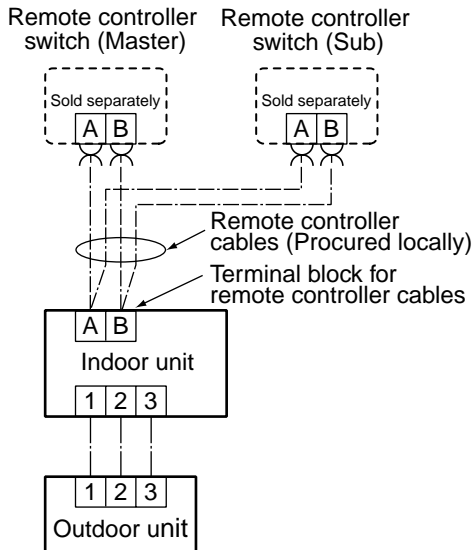 Remote controller
switch (Master)
Remote controller
switch (Sub)
Sold separately
A B
Sold separately
A B
Remote controller
cables (Procured locally)
Terminal block for
remote controller cables
A B
Indoor unit
1 2 3
1 2 3
Outdoor unit